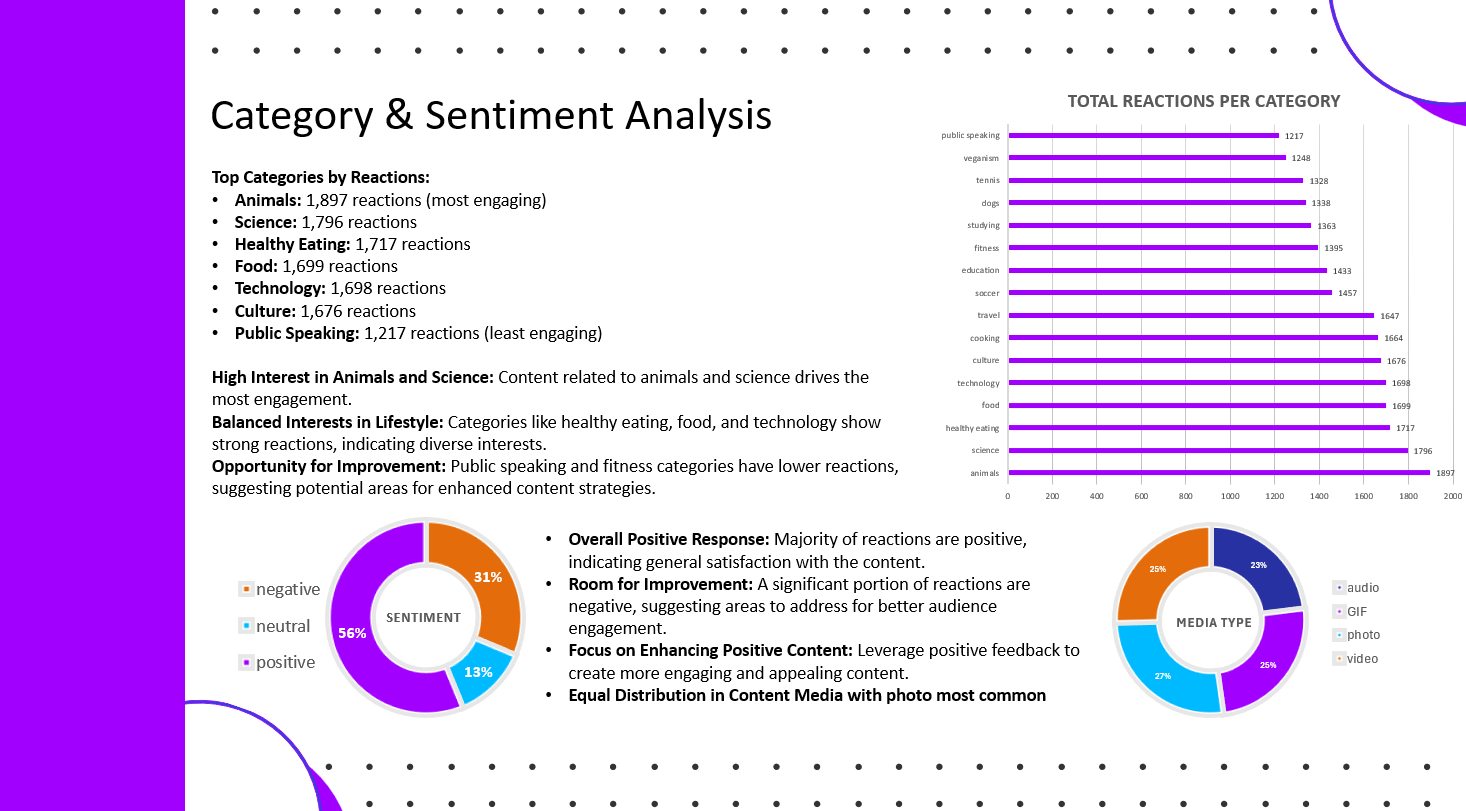 Category & Sentiment Analysis
Top Categories by Reactions:
• Animals: 1,897 reactions (most engaging)
• Science: 1,796 reactions
• Healthy Eating: 1,717 reactions
• Food: 1,699 reactions
• Technology: 1,698 reactions
• Culture: 1,676 reactions
• Public Speaking: 1,217 reactions (least engaging)
High Interest in Animals and Science: Content related to animals and science drives the
most engagement.
Balanced Interests in Lifestyle: Categories like healthy eating, food, and technology show
strong reactions, indicating diverse interests.
Opportunity for Improvement: Public speaking and fitness categories have lower reactions,
suggesting potential areas for enhanced content strategies.
TOTAL REACTIONS PER CATEGORY
public speaking 1217
veganism 1248
tennis 1328
dogs 1338
studying 1363
fitness 1395
education 1433
soccer 1457
travel 1647
cooking 1664
culture 1676
technology 1698
food 1699
healthy eating 1717
science 1796
animals 1897
0 200 400 600 800 1000 1200 1400 1600 1800 2000
negative
neutral
positive
31%
56%
13%
SENTIMENT
• Overall Positive Response: Majority of reactions are positive,
indicating general satisfaction with the content.
• Room for Improvement: A significant portion of reactions are
negative, suggesting areas to address for better audience
engagement.
• Focus on Enhancing Positive Content: Leverage positive feedback to
create more engaging and appealing content.
• Equal Distribution in Content Media with photo most common
25%
23%
MEDIA TYPE
27%
25%
audio
GIF
photo
video